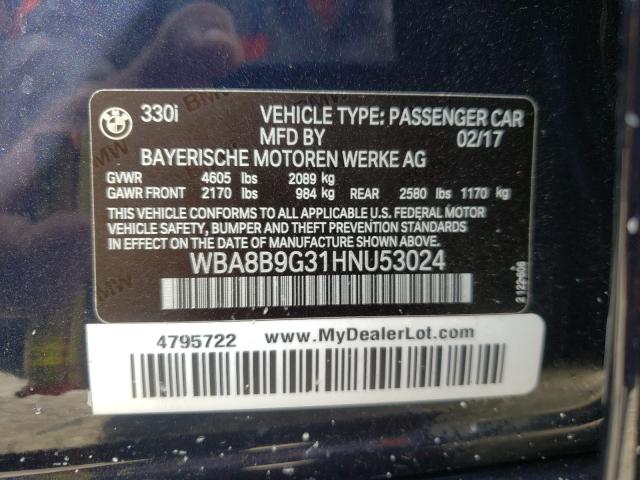 BMW
330i VEHICLE TYPE: PASSENGER CAR
MFD BY 02/17
BAYERISCHE MOTOREN WERKE AG
GVWR 4605 lbs 2089 kg
GAWR FRONT 2170 lbs 984 kg REAR 2580 lbs 1170 kg
THIS VEHICLE CONFORMS TO ALL APPLICABLE U.S. FEDERAL MOTOR
VEHICLE SAFETY, BUMPER, AND THEFT PREVENTION STANDARDS
IN EFFECT ON THE DATE OF MANUFACTURE SHOWN ABOVE.
WBA8B9G31HNU53024
2122-606
4795722 www.MyDealerLot.com